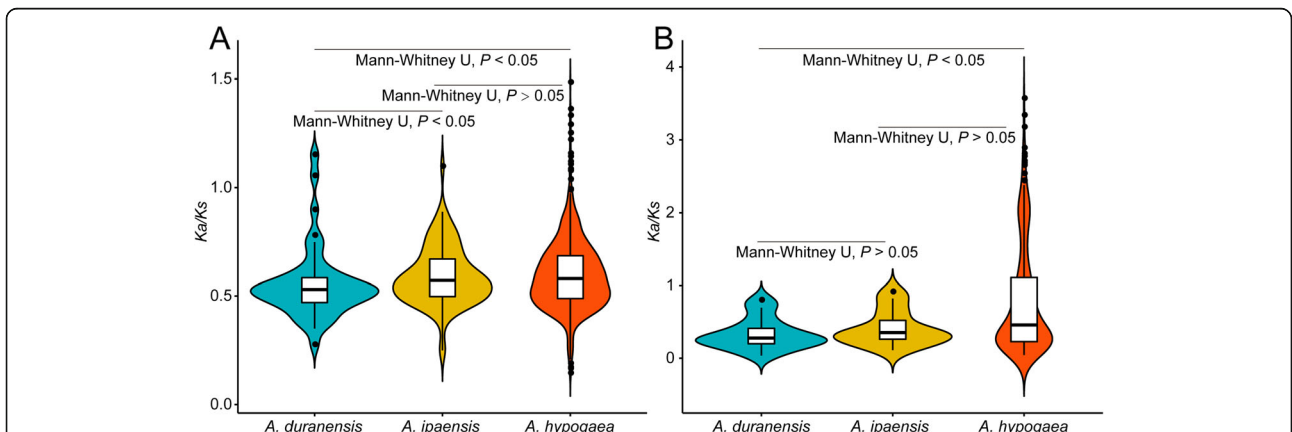 A
Mann-Whitney U, P < 0.05
Mann-Whitney U, P > 0.05
Mann-Whitney U, P < 0.05
1.5
1.0
0.5
0.0
Ka/Ks
A. duranensis
A. ipaensis
A. hypogaea
B
Mann-Whitney U, P < 0.05
Mann-Whitney U, P > 0.05
Mann-Whitney U, P > 0.05
4
3
2
1
0
Ka/Ks
A. duranensis
A. ipaensis
A. hypogaea